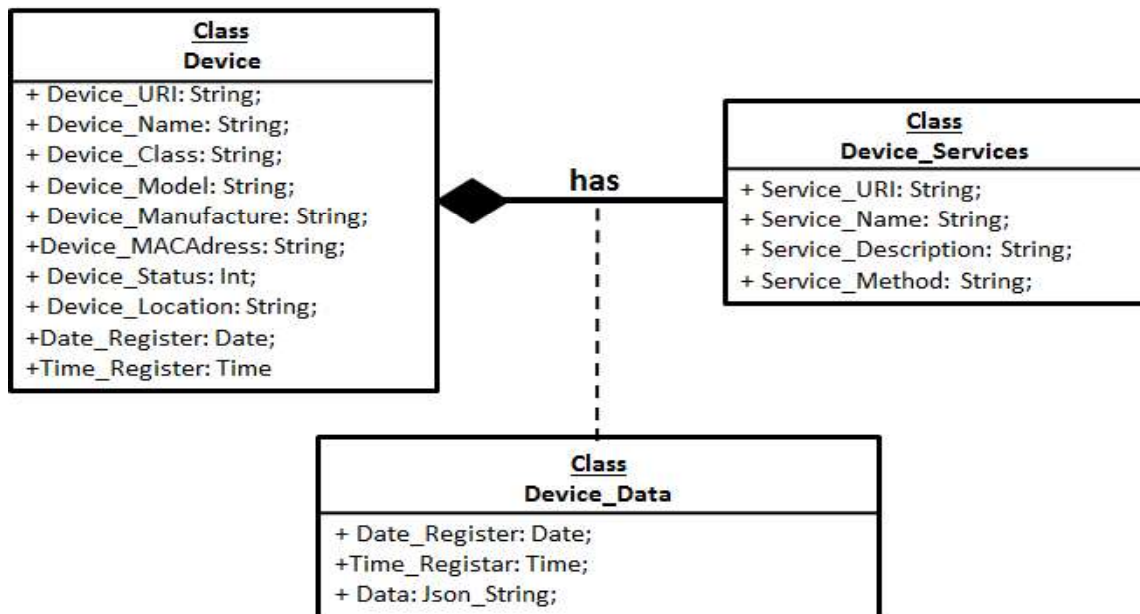 Class
Device
+ Device_URI: String;
+ Device_Name: String;
+ Device_Class: String;
+ Device_Model: String;
+ Device_Manufacture: String;
+Device_MACAdress: String;
+ Device_Status: Int;
+ Device_Location: String;
+Date_Register: Date;
+Time_Register: Time
has
Class
Device_Services
+ Service_URI: String;
+ Service_Name: String;
+ Service_Description: String;
+ Service_Method: String;
Class
Device_Data
+ Date_Register: Date;
+Time_Registar: Time;
+ Data: Json_String;